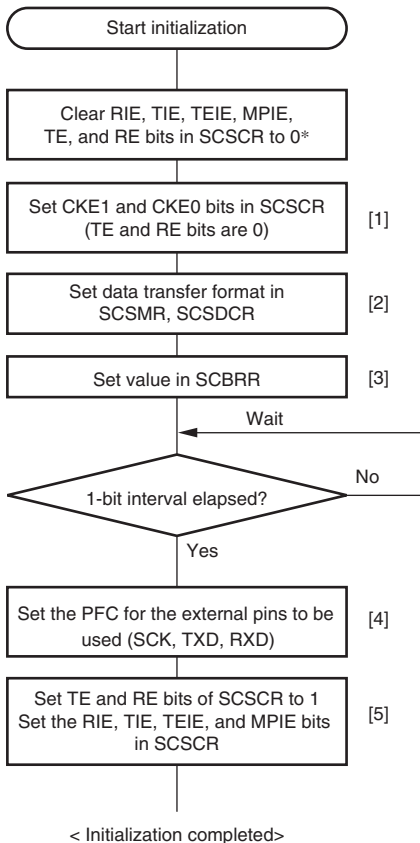 Start initialization
Clear RIE, TIE, TEIE, MPIE,
TE, and RE bits in SCSCR to 0*
Set CKE1 and CKE0 bits in SCSCR
(TE and RE bits are 0)
[1]
Set data transfer format in
SCSMR, SCSDCR
[2]
Set value in SCBRR
[3]
Wait
1-bit interval elapsed?
No
Yes
Set the PFC for the external pins to be
used (SCK, TXD, RXD)
[4]
Set TE and RE bits of SCSCR to 1
Set the RIE, TIE, TEIE, and MPIE bits
in SCSCR
[5]
< Initialization completed>